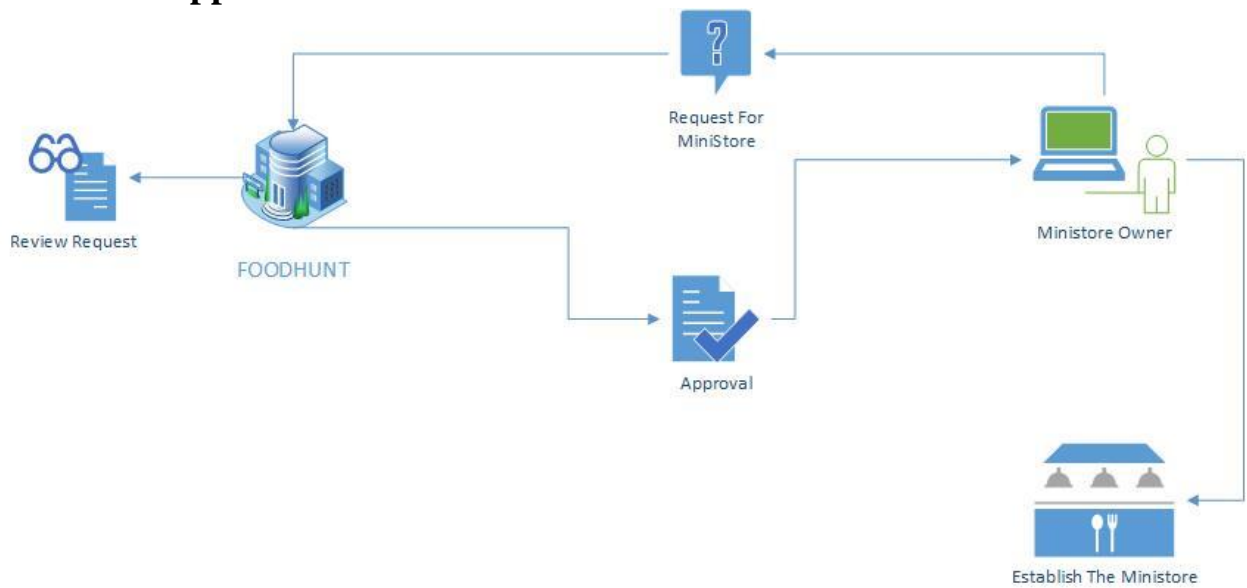 Request For
MiniStore
Review Request
FOODHUNT
Ministore Owner
Approval
Establish The Ministore